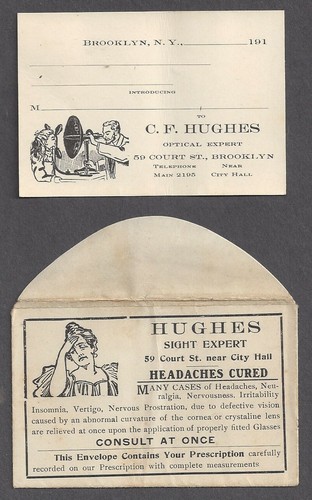 BROOKLYN, N. Y., 191
INTRODUCING
M
TO
C. F. HUGHES
OPTICAL EXPERT
59 COURT ST., BROOKLYN
TELEPHONE NEAR
MAIN 2195 CITY HALL
HUGHES
SIGHT EXPERT
59 Court St. near City Hall
HEADACHES CURED
MANY CASES of Headaches, Neu-
ralgia, Nervousness. Irritability
Insomnia, Vertigo, Nervous Prostration, due to defective vision
caused by an abnormal curvature of the cornea or crystaline lens
are relieved at once upon the application of properly fitted Glasses
CONSULT AT ONCE
This Envelope Contains Your Prescription carefully
recorded on our Prescription with complete measurements